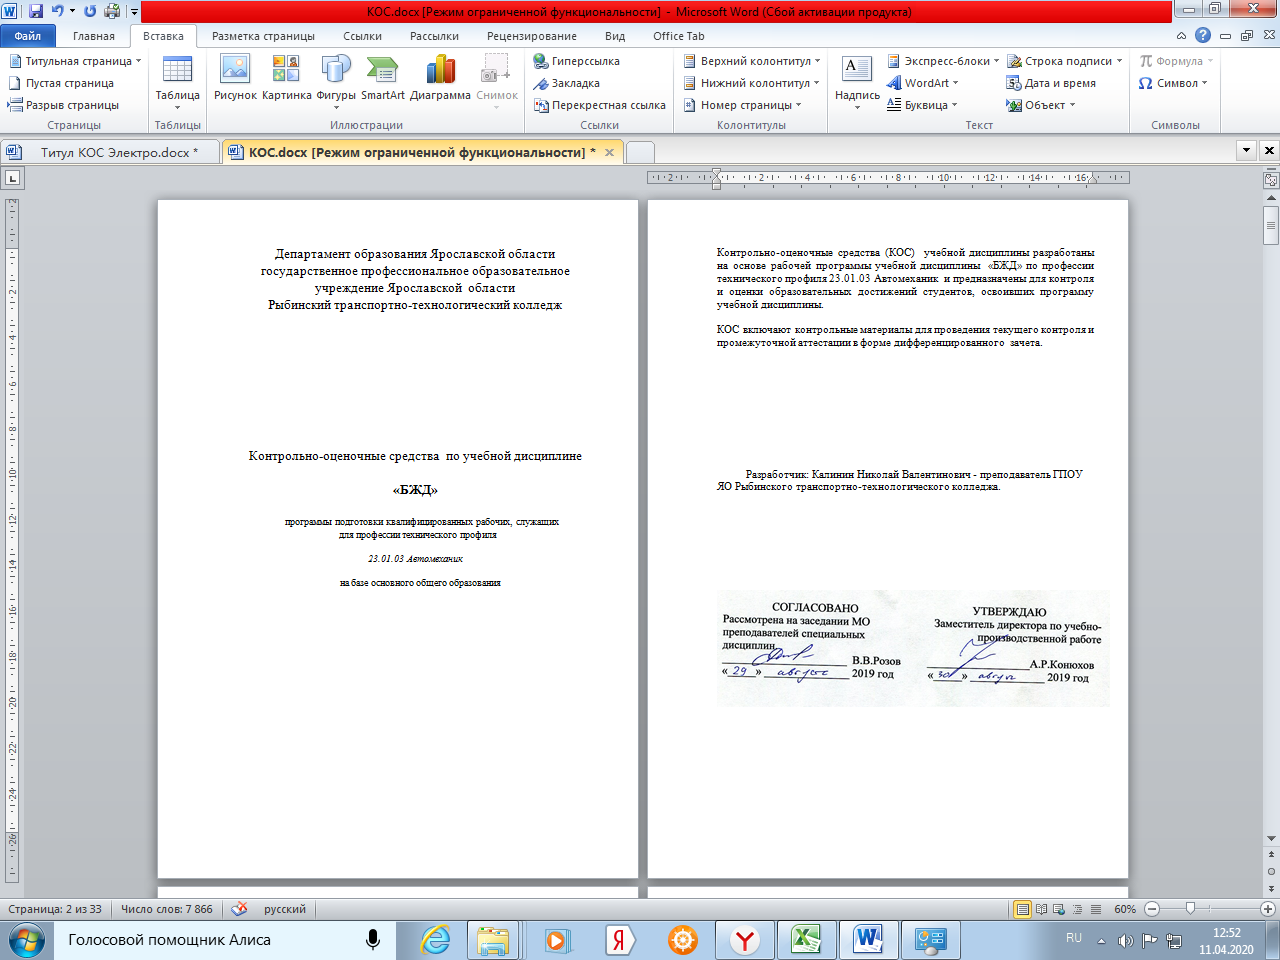 КОС.docx [Режим ограниченной функциональности] - Microsoft Word (Сбой активации продукта)
Файл Главная Вставка Разметка страницы Ссылки Рассылки Рецензирование Вид Office Tab
Титульная страница
Пустая страница
Разрыв страницы
Страницы
Таблица
Таблицы
Рисунок Картинка Фигуры SmartArt Диаграмма Снимок
Иллюстрации
Гиперссылка
Закладка
Перекрестная ссылка
Ссылки
Верхний колонтитул
Нижний колонтитул
Номер страницы
Колонтитулы
Надпись
Экспресс-блоки
WordArt
Буквица
Строка подписи
Дата и время
Объект
Текст
Формула
Символ
Символы
Титул КОС Электро.docx *
КОС.docx [Режим ограниченной функциональности] *
2 2 4 6 8 10 12 14 16
Департамент образования Ярославской области
государственное профессиональное образовательное
учреждение Ярославской области
Рыбинский транспортно-технологический колледж
Контрольно-оценочные средства по учебной дисциплине
«БЖД»
программы подготовки квалифицированных рабочих, служащих
для профессии технического профиля
23.01.03 Автомеханик
на базе основного общего образования
Контрольно-оценочные средства (КОС) учебной дисциплины разработаны
на основе рабочей программы учебной дисциплины «БЖД» по профессии
технического профиля 23.01.03 Автомеханик и предназначены для контроля
и оценки образовательных достижений студентов, освоивших программу
учебной дисциплины.
КОС включают контрольные материалы для проведения текущего контроля и
промежуточной аттестации в форме дифференцированного зачета.
Разработчик: Калинин Николай Валентинович - преподаватель ГПОУ
ЯО Рыбинского транспортно-технологического колледжа.
СОГЛАСОВАНО
Рассмотрена на заседании МО
преподавателей специальных
дисциплин
В.В.Розов
« 29 » август 2019 год
УТВЕРЖДАЮ
Заместитель директора по учебно-
производственной работе
А.Р.Конюхов
« 30 » август 2019 год
Страница: 2 из 33 Число слов: 7 866 русский 60%
Голосовой помощник Алиса
RU 12:52
11.04.2020